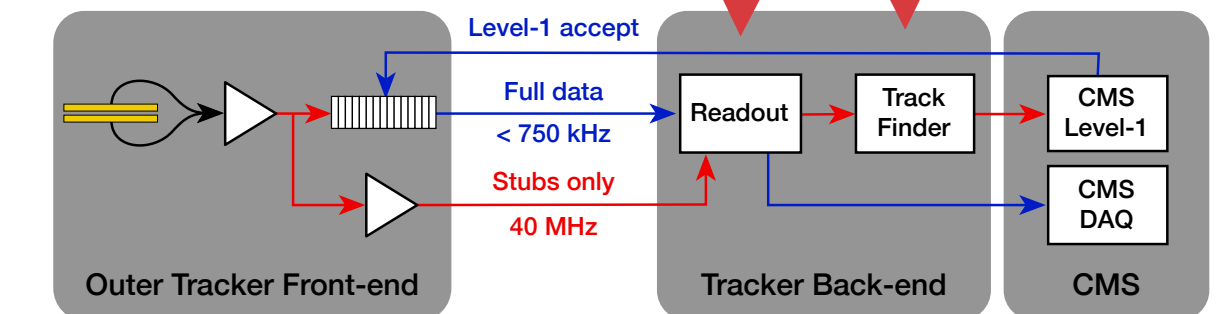 Level-1 accept
Full data
< 750 kHz
Stubs only
40 MHz
Readout
Track
Finder
CMS
Level-1
CMS
DAQ
Outer Tracker Front-end
Tracker Back-end
CMS